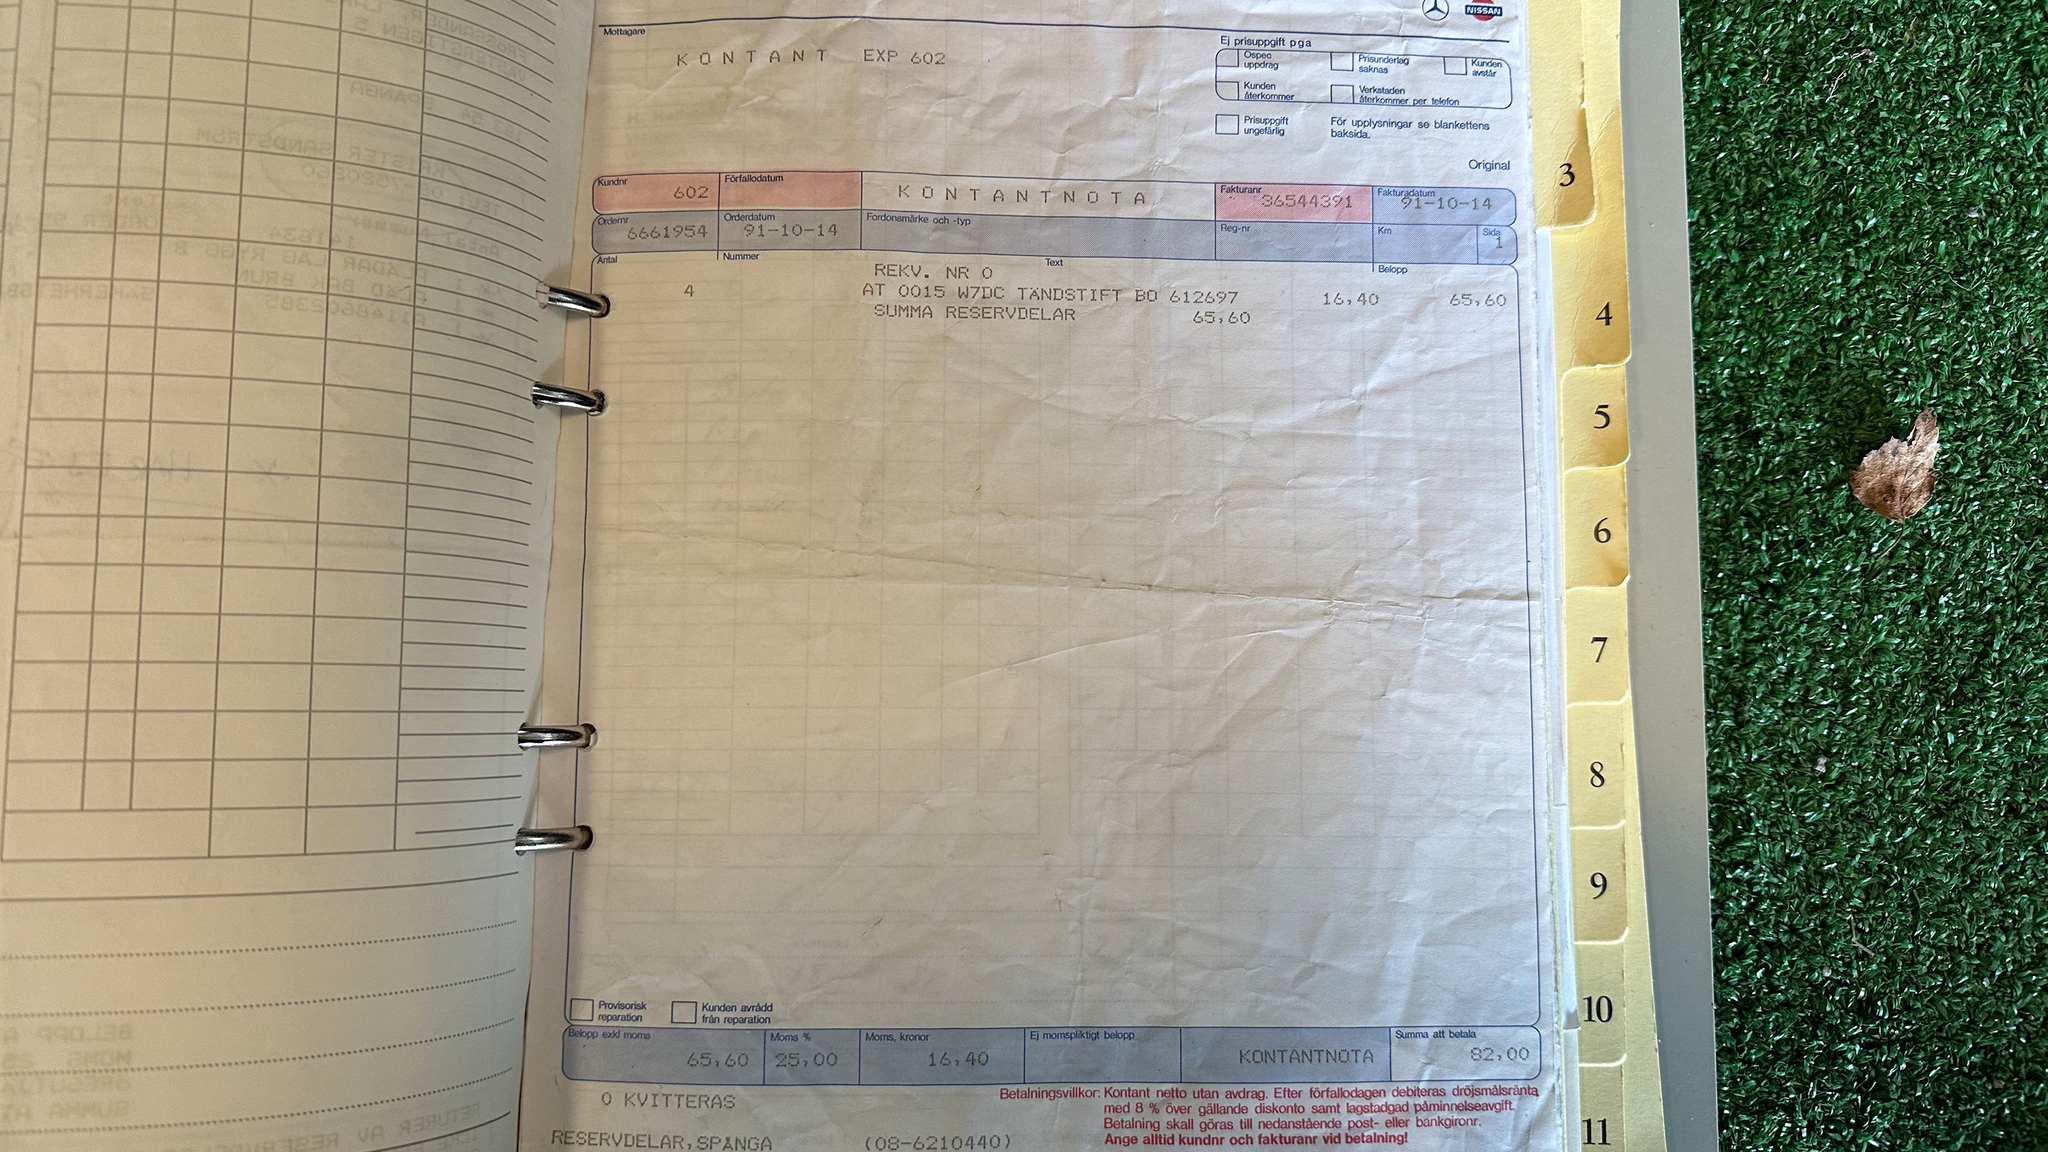 NISSAN
Mottagare
KONTANT EXP 602
Ej prisuppgift p g a
Ospec uppdrag
Prisunderlag saknas
Kunden avstår
Kunden återkommer
Verkstaden återkommer per telefon
Prisuppgift ungefärlig
För upplysningar se blankettens baksida.
Original
Kundnr 602 Förfallodatum KONTANTNOTA Fakturanr 36544391 Fakturadatum 91-10-14
Ordernr 6661954 Orderdatum 91-10-14 Fordonsmärke och -typ Reg-nr Km Sida 1
Antal Nummer Text Belopp
REKV. NR 0
4 AT 0015 W7DC TÄNDSTIFT BO 612697 16,40 65,60
SUMMA RESERVDELAR 65,60
Provisorisk reparation
Kunden avrådd från reparation
Belopp exkl moms 65,60 Moms % 25,00 Moms, kronor 16,40 Ej momspliktigt belopp KONTANTNOTA Summa att betala 82,00
0 KVITTERAS
Betalningsvillkor: Kontant netto utan avdrag. Efter förfallodagen debiteras dröjsmålsränta
med 8 % över gällande diskonto samt lagstadgad påminnelseavgift.
Betalning skall göras till nedanstående post- eller bankgironr.
Ange alltid kundnr och fakturanr vid betalning!
RESERVDELAR, SPÅNGA (08-6210440)
3
4
5
6
7
8
9
10
11